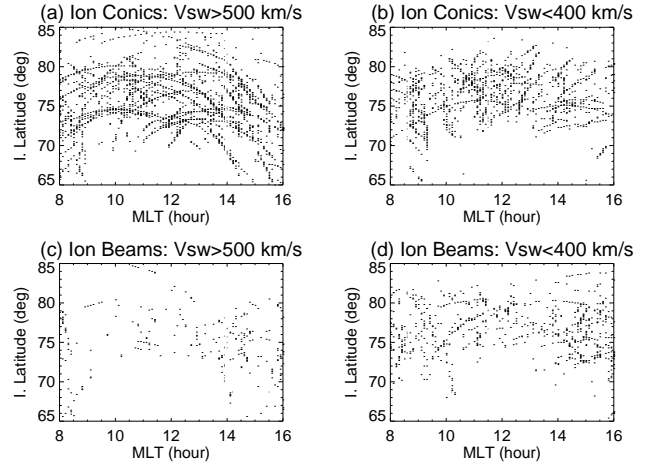 (a) Ion Conics: Vsw>500 km/s
(b) Ion Conics: Vsw<400 km/s
I. Latitude (deg)
85
80
75
70
65
8 10 12 14 16
MLT (hour)
I. Latitude (deg)
85
80
75
70
65
8 10 12 14 16
MLT (hour)
(c) Ion Beams: Vsw>500 km/s
(d) Ion Beams: Vsw<400 km/s
I. Latitude (deg)
85
80
75
70
65
8 10 12 14 16
MLT (hour)
I. Latitude (deg)
85
80
75
70
65
8 10 12 14 16
MLT (hour)